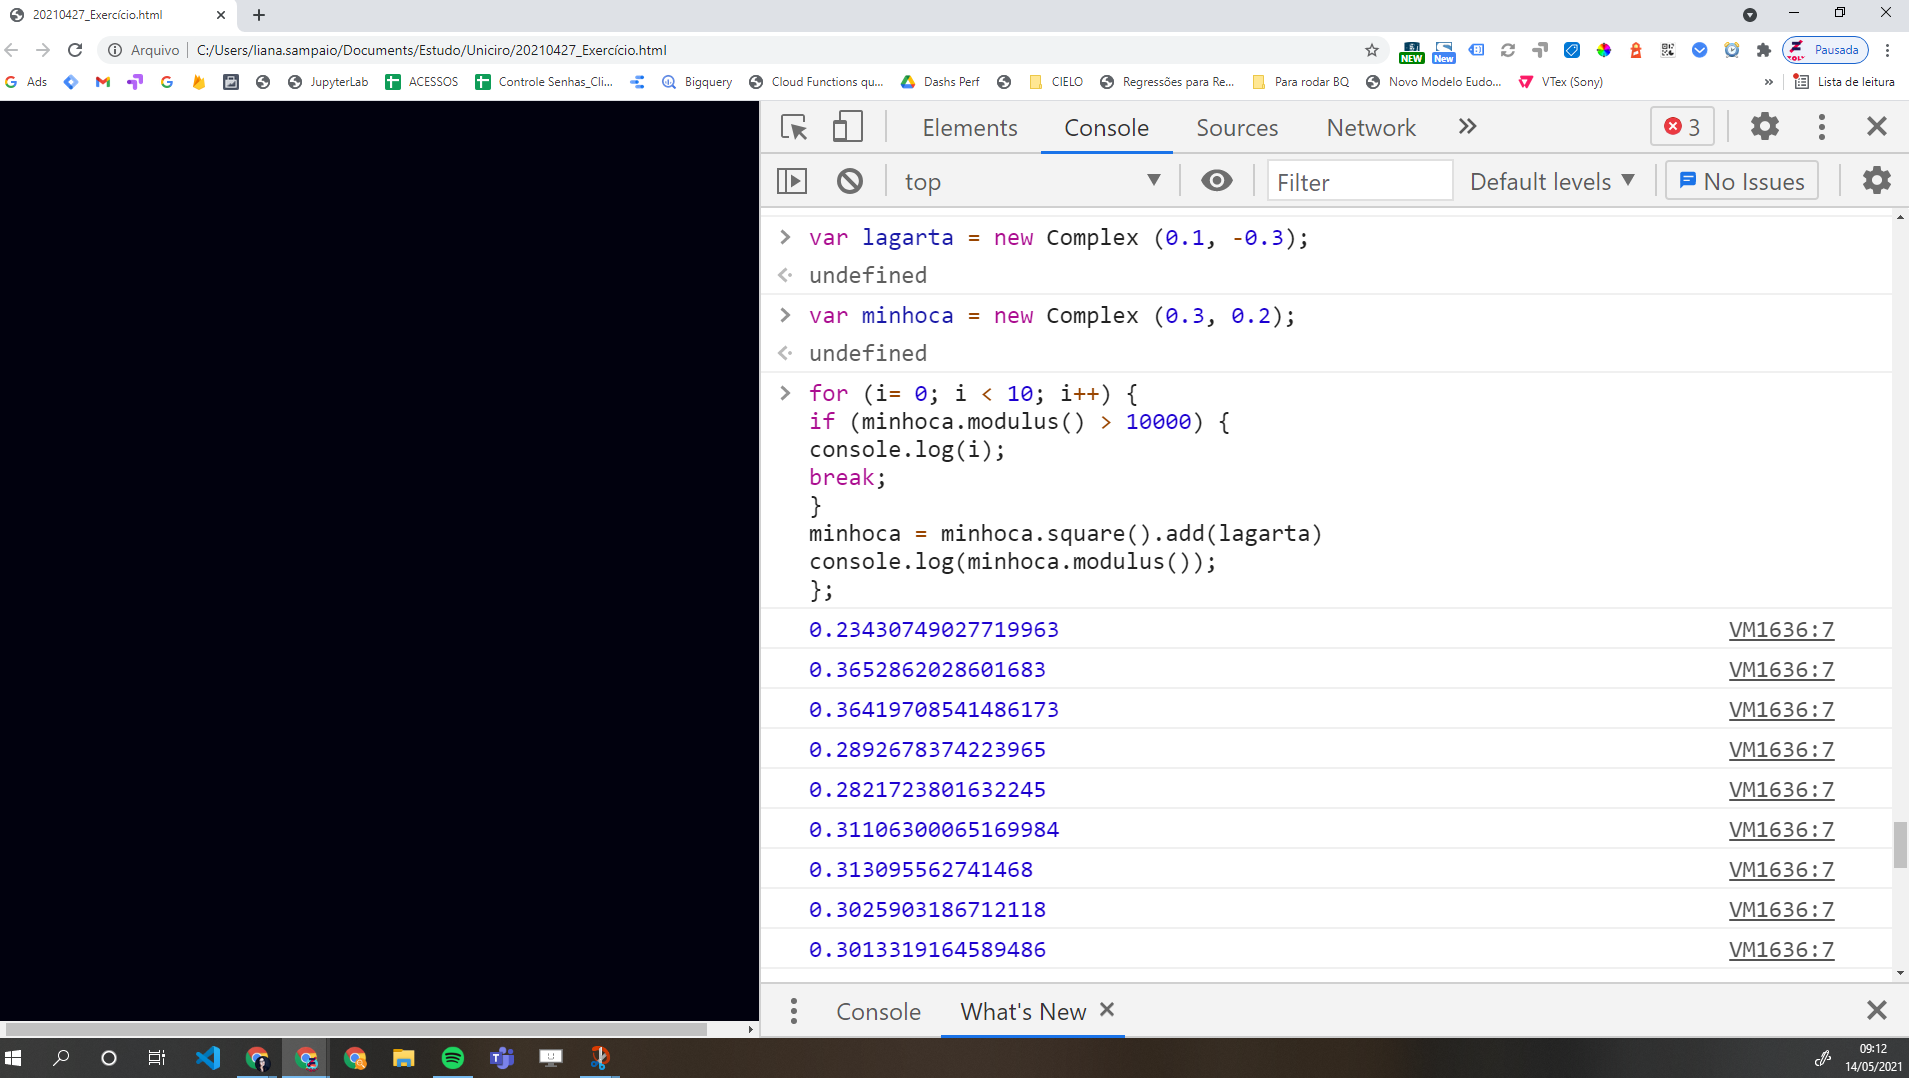 20210427_Exercício.html
Arquivo
C:/Users/liana.sampaio/Documents/Estudo/Uniciro/20210427_Exercício.html
NEW
New
Pausada
Ads
JupyterLab
ACESSOS
Controle Senhas_Cli...
Bigquery
Cloud Functions qu...
Dashs Perf
CIELO
Regressões para Re...
Para rodar BQ
Novo Modelo Eudo...
VTex (Sony)
»
Lista de leitura
Elements
Console
Sources
Network
3
top
Filter
Default levels
No Issues
> var lagarta = new Complex (0.1, -0.3);
undefined
> var minhoca = new Complex (0.3, 0.2);
undefined
> for (i= 0; i < 10; i++) {
if (minhoca.modulus() > 10000) {
console.log(i);
break;
}
minhoca = minhoca.square().add(lagarta)
console.log(minhoca.modulus());
};
0.23430749027719963 VM1636:7
0.3652862028601683 VM1636:7
0.36419708541486173 VM1636:7
0.2892678374223965 VM1636:7
0.2821723801632245 VM1636:7
0.31106300065169984 VM1636:7
0.313095562741468 VM1636:7
0.3025903186712118 VM1636:7
0.3013319164589486 VM1636:7
Console
What's New
09:12
14/05/2021